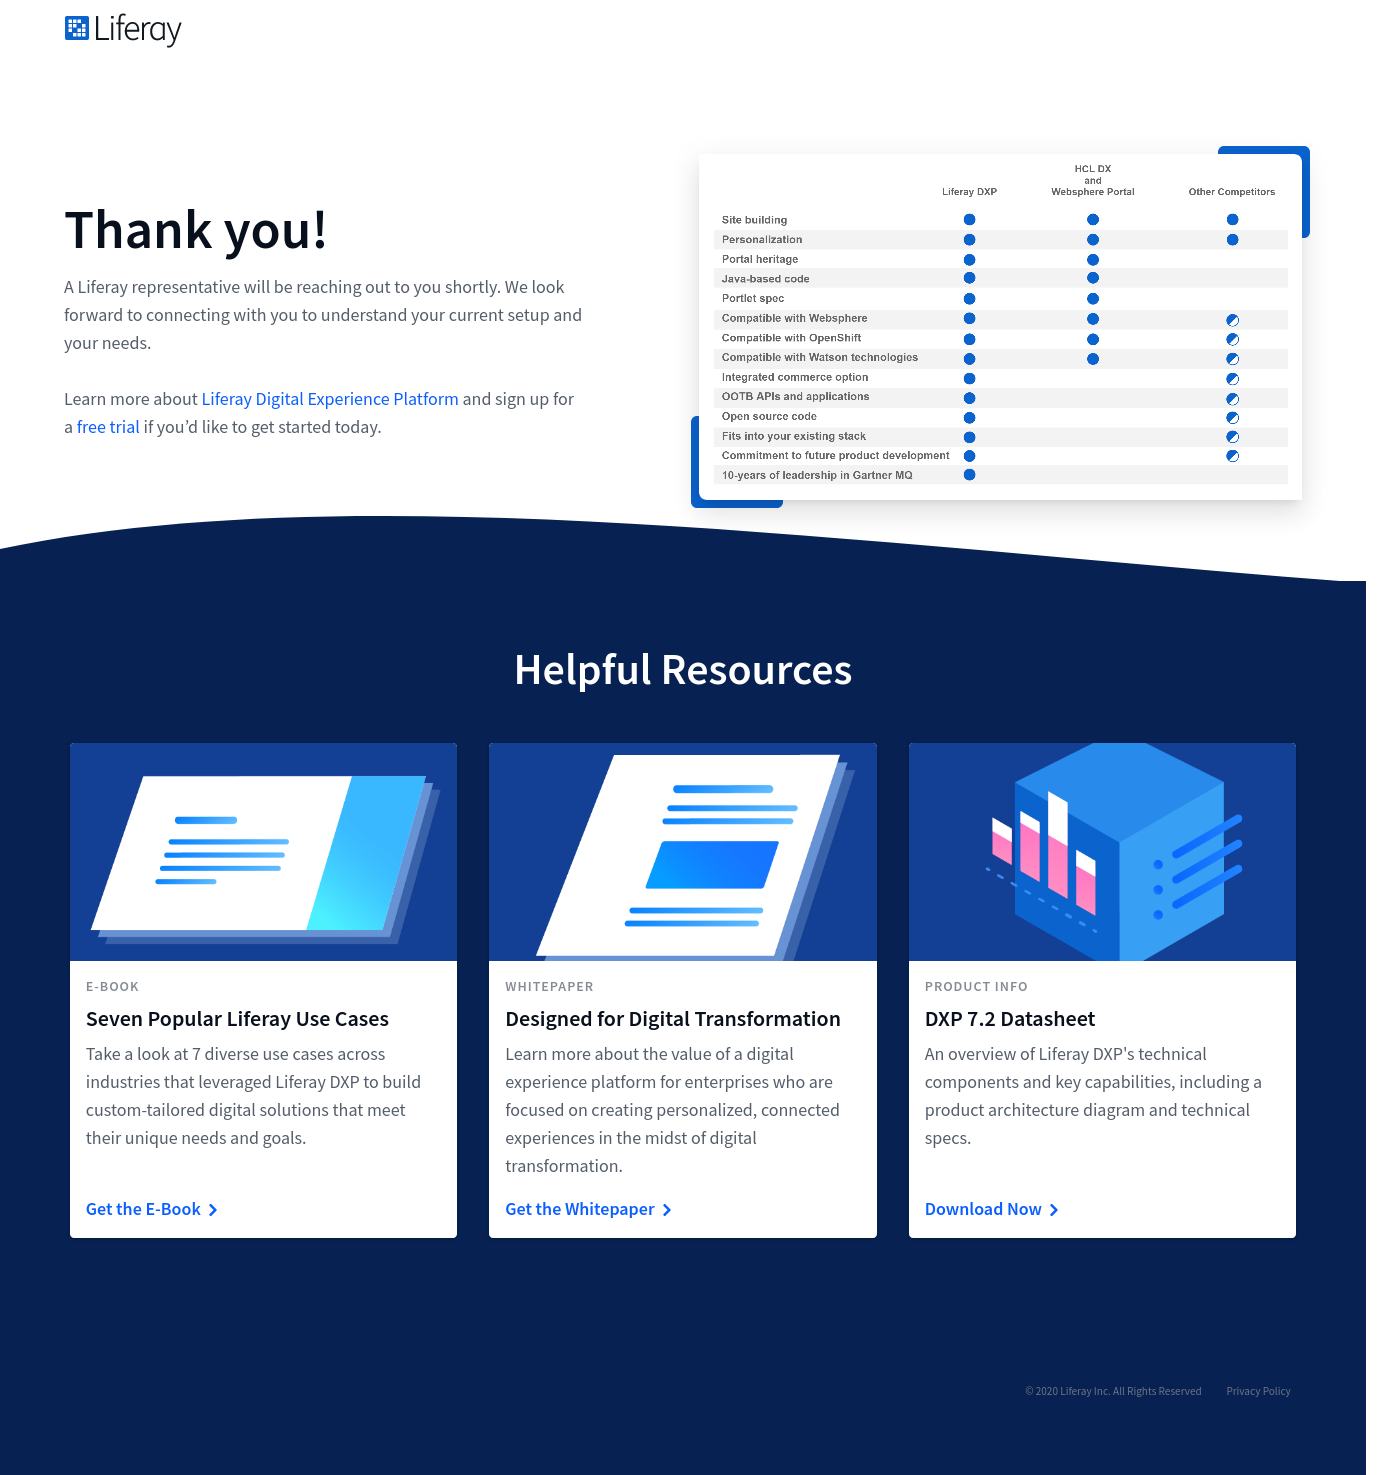 Liferay
Thank you!
A Liferay representative will be reaching out to you shortly. We look
forward to connecting with you to understand your current setup and
your needs.
Learn more about Liferay Digital Experience Platform and sign up for
a free trial if you’d like to get started today.
HCL DX
and
Liferay DXP Websphere Portal Other Competitors
Site building
Personalization
Portal heritage
Java-based code
Portlet spec
Compatible with Websphere
Compatible with OpenShift
Compatible with Watson technologies
Integrated commerce option
OOTB APIs and applications
Open source code
Fits into your existing stack
Commitment to future product development
10-years of leadership in Gartner MQ
Helpful Resources
E-BOOK
Seven Popular Liferay Use Cases
Take a look at 7 diverse use cases across
industries that leveraged Liferay DXP to build
custom-tailored digital solutions that meet
their unique needs and goals.
Get the E-Book
WHITEPAPER
Designed for Digital Transformation
Learn more about the value of a digital
experience platform for enterprises who are
focused on creating personalized, connected
experiences in the midst of digital
transformation.
Get the Whitepaper
PRODUCT INFO
DXP 7.2 Datasheet
An overview of Liferay DXP's technical
components and key capabilities, including a
product architecture diagram and technical
specs.
Download Now
© 2020 Liferay Inc. All Rights Reserved Privacy Policy